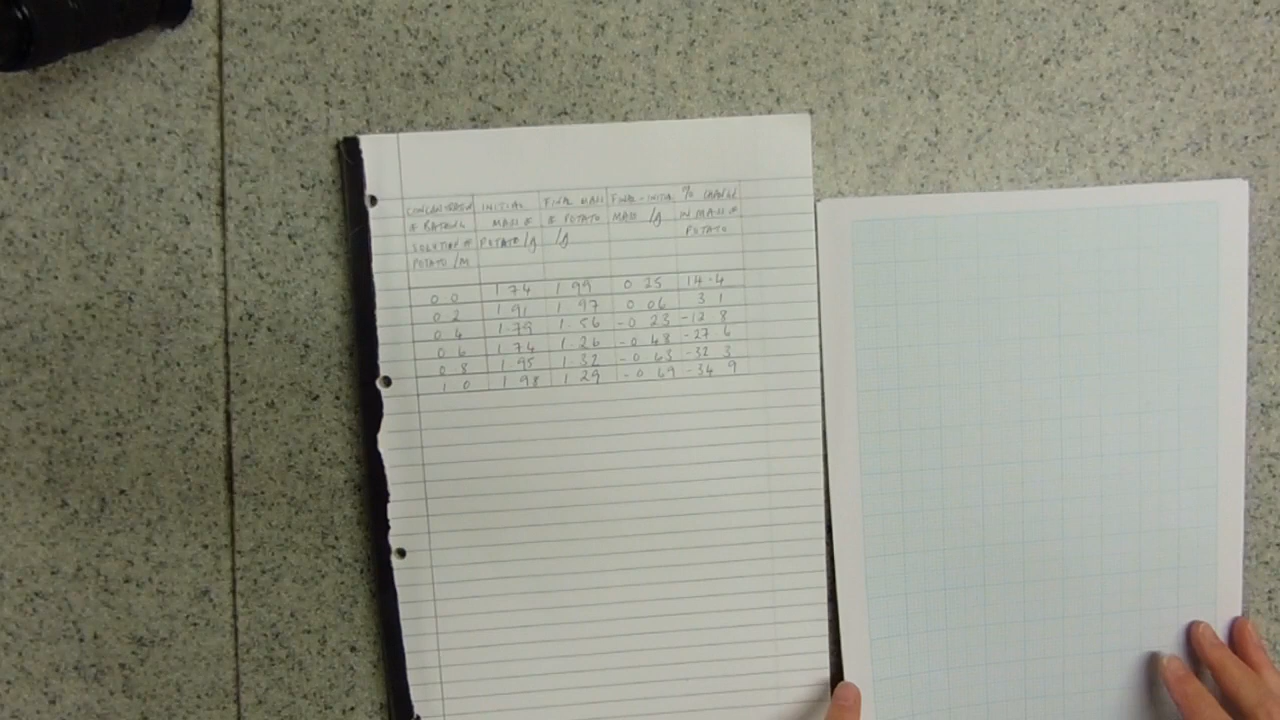 CONCENTRATION INITIAL FINAL MASS FINAL-INITIAL % CHANGE
OF BATHING MASS OF OF POTATO MASS /g IN MASS OF
SOLUTION OF POTATO/g /g POTATO
POTATO /M
0.0 1.74 1.99 0.25 14.4
0.2 1.91 1.97 0.06 3.1
0.4 1.79 1.56 -0.23 -12.8
0.6 1.74 1.26 -0.48 -27.6
0.8 1.95 1.32 -0.63 -32.3
1.0 1.98 1.29 -0.69 -34.9